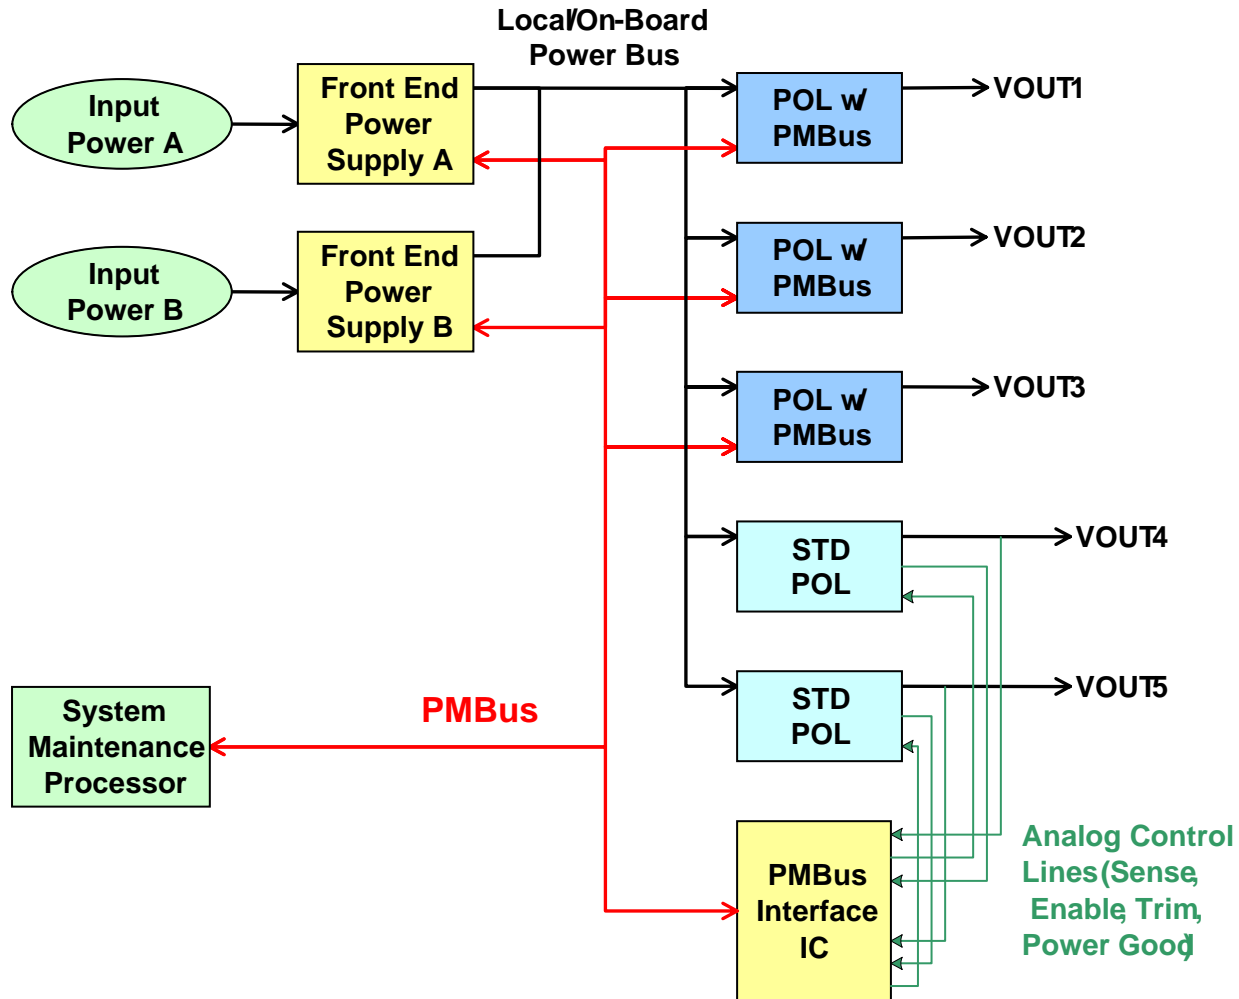 Local/On-Board
Power Bus
Input
Power A
Front End
Power
Supply A
POL w/
PMBus
VOUT1
Input
Power B
Front End
Power
Supply B
POL w/
PMBus
VOUT2
POL w/
PMBus
VOUT3
STD
POL
VOUT4
System
Maintenance
Processor
PMBus
STD
POL
VOUT5
PMBus
Interface
IC
Analog Control
Lines (Sense,
Enable, Trim,
Power Good)